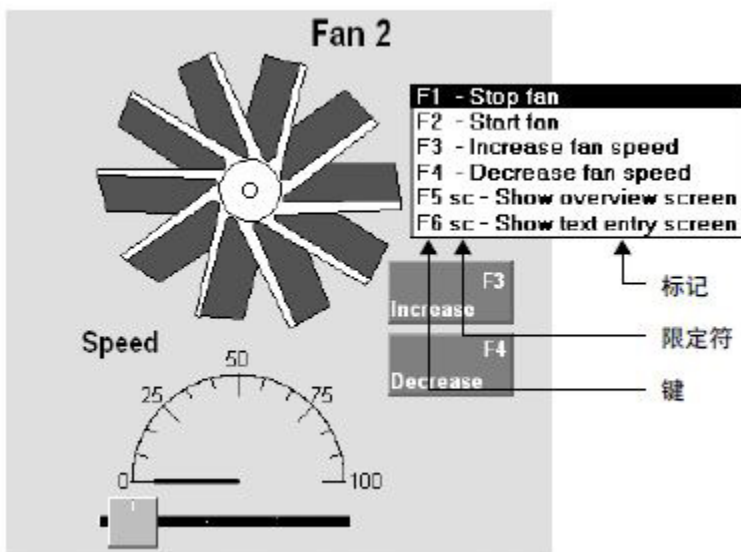 Fan 2
F1 - Stop fan
F2 - Start fan
F3 - Increase fan speed
F4 - Decrease fan speed
F5 sc - Show overview screen
F6 sc - Show text entry screen
标记
限定符
键
F3
Increase
F4
Decrease
Speed
0
25
50
75
100